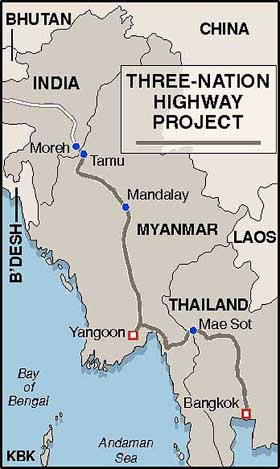 BHUTAN
CHINA
INDIA
THREE-NATION
HIGHWAY
PROJECT
Moreh
Tamu
Mandalay
B'DESH
MYANMAR
LAOS
THAILAND
Yangoon
Mae Sot
Bay of
Bengal
Bangkok
Andaman
Sea
KBK